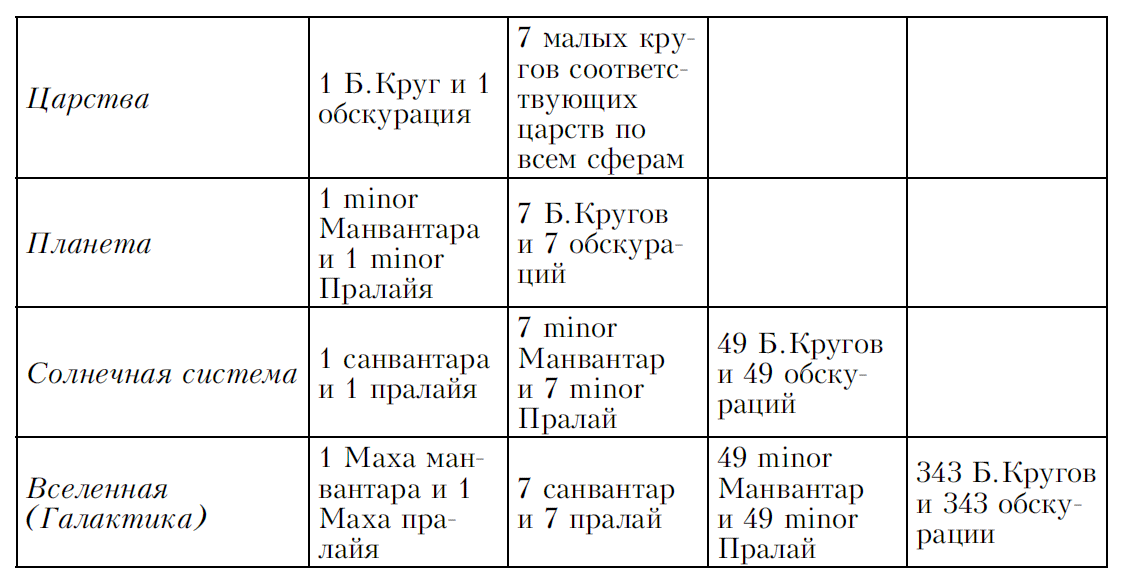 Царства
1 Б.Круг и 1
обскурация
7 малых кру-
гов соответс-
твующих
царств по
всем сферам
Планета
1 minor
Манвантара
и 1 minor
Пралайя
7 Б.Кругов
и 7 обскура-
ций
Солнечная система
1 санвантара
и 1 пралайя
7 minor
Манвантар
и 7 minor
Пралай
49 Б.Кругов
и 49 обску-
раций
Вселенная
(Галактика)
1 Маха ман-
вантара и 1
Маха пра-
лайя
7 санвантар
и 7 пралай
49 minor
Манвантар
и 49 minor
Пралай
343 Б.Кругов
и 343 обску-
рации